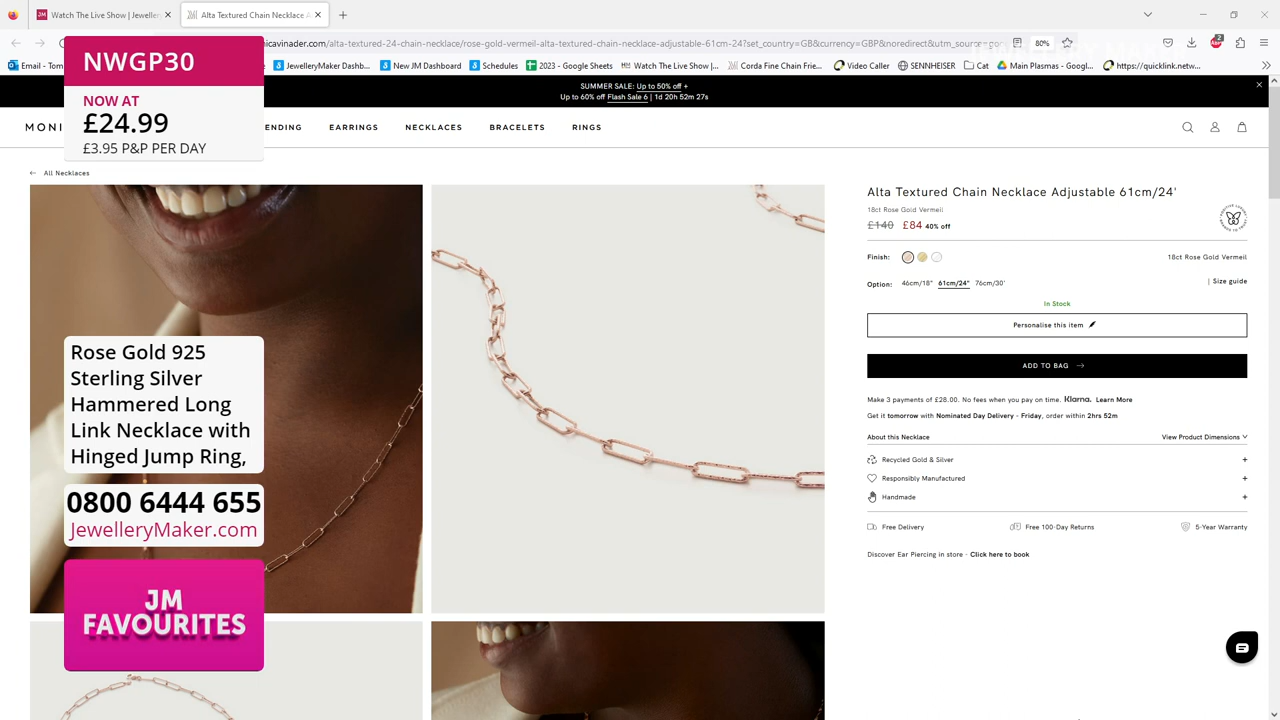 Watch The Live Show | Jewellery
Alta Textured Chain Necklace A
icavinder.com/alta-textured-24-chain-necklace/rose-gold-vermeil-alta-textured-chain-necklace-adjustable-61cm-24?set_country=GB&currency=GBP&redirect=true&utm_sourc
80%
2
Email - Tom
JewelleryMaker Dashb...
New JM Dashboard
Schedules
2023 - Google Sheets
Watch The Live Show |...
Corda Fine Chain Frie...
Video Caller
SENNHEISER
Cat
Main Plasmas - Googl...
https://quicklink.netw...
NWGP30
NOW AT
£24.99
£3.95 P&P PER DAY
SUMMER SALE: Up to 50% off +
Up to 60% off Flash Sale 6 | 1d 20h 52m 27s
MONI
ENDING
EARRINGS
NECKLACES
BRACELETS
RINGS
← All Necklaces
Alta Textured Chain Necklace Adjustable 61cm/24'
18ct Rose Gold Vermeil
£140 £84 40% off
Finish:
18ct Rose Gold Vermeil
Option: 46cm/18" 61cm/24" 76cm/30'
| Size guide
In Stock
Personalise this item
ADD TO BAG →
Make 3 payments of £28.00. No fees when you pay on time. Klarna. Learn More
Get it tomorrow with Nominated Day Delivery - Friday, order within 2hrs 52m
About this Necklace
View Product Dimensions
Recycled Gold & Silver +
Responsibly Manufactured +
Handmade +
Free Delivery
Free 100-Day Returns
5-Year Warranty
Discover Ear Piercing in store - Click here to book
Rose Gold 925
Sterling Silver
Hammered Long
Link Necklace with
Hinged Jump Ring,
0800 6444 655
JewelleryMaker.com
JM
FAVOURITES